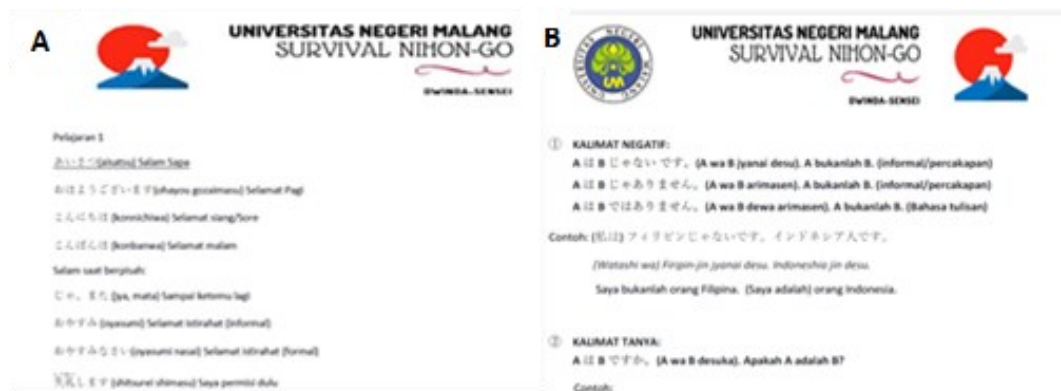 A
UNIVERSITAS NEGERI MALANG
SURVIVAL NIHON-GO
DWINDA-SENSEI
Pelajaran 1
あいさつ(aisatsu) Salam Sapa
おはようございます(ohayou gozaimasu) Selamat Pagi
こんにちは (konnichiwa) Selamat siang/Sore
こんばんは (konbanwa) Selamat malam
Salam saat berpisah:
じゃ、また (jya, mata) Sampai ketemu lagi
おやすみ (oyasumi) Selamat istirahat (informal)
おやすみなさい (oyasumi nasai) Selamat istirahat (formal)
失礼します (shitsurei shimasu) Saya permisi dulu
B
UNIVERSITAS NEGERI MALANG
UM
UNIVERSITAS NEGERI MALANG
SURVIVAL NIHON-GO
DWINDA-SENSEI
① KALIMAT NEGATIF:
A は B じゃない です。(A wa B jyanai desu). A bukanlah B. (informal/percakapan)
A は B じゃありません。(A wa B arimasen). A bukanlah B. (informal/percakapan)
A は B ではありません。(A wa B dewa arimasen). A bukanlah B. (Bahasa tulisan)
Contoh: (私は) フィリピンじゃないです。インドネシア人です。
(Watashi wa) Firipin-jin jyanai desu. Indoneshia jin desu.
Saya bukanlah orang Filipina. (Saya adalah) orang Indonesia.
② KALIMAT TANYA:
A は B ですか。(A wa B desuka). Apakah A adalah B?
Contoh: